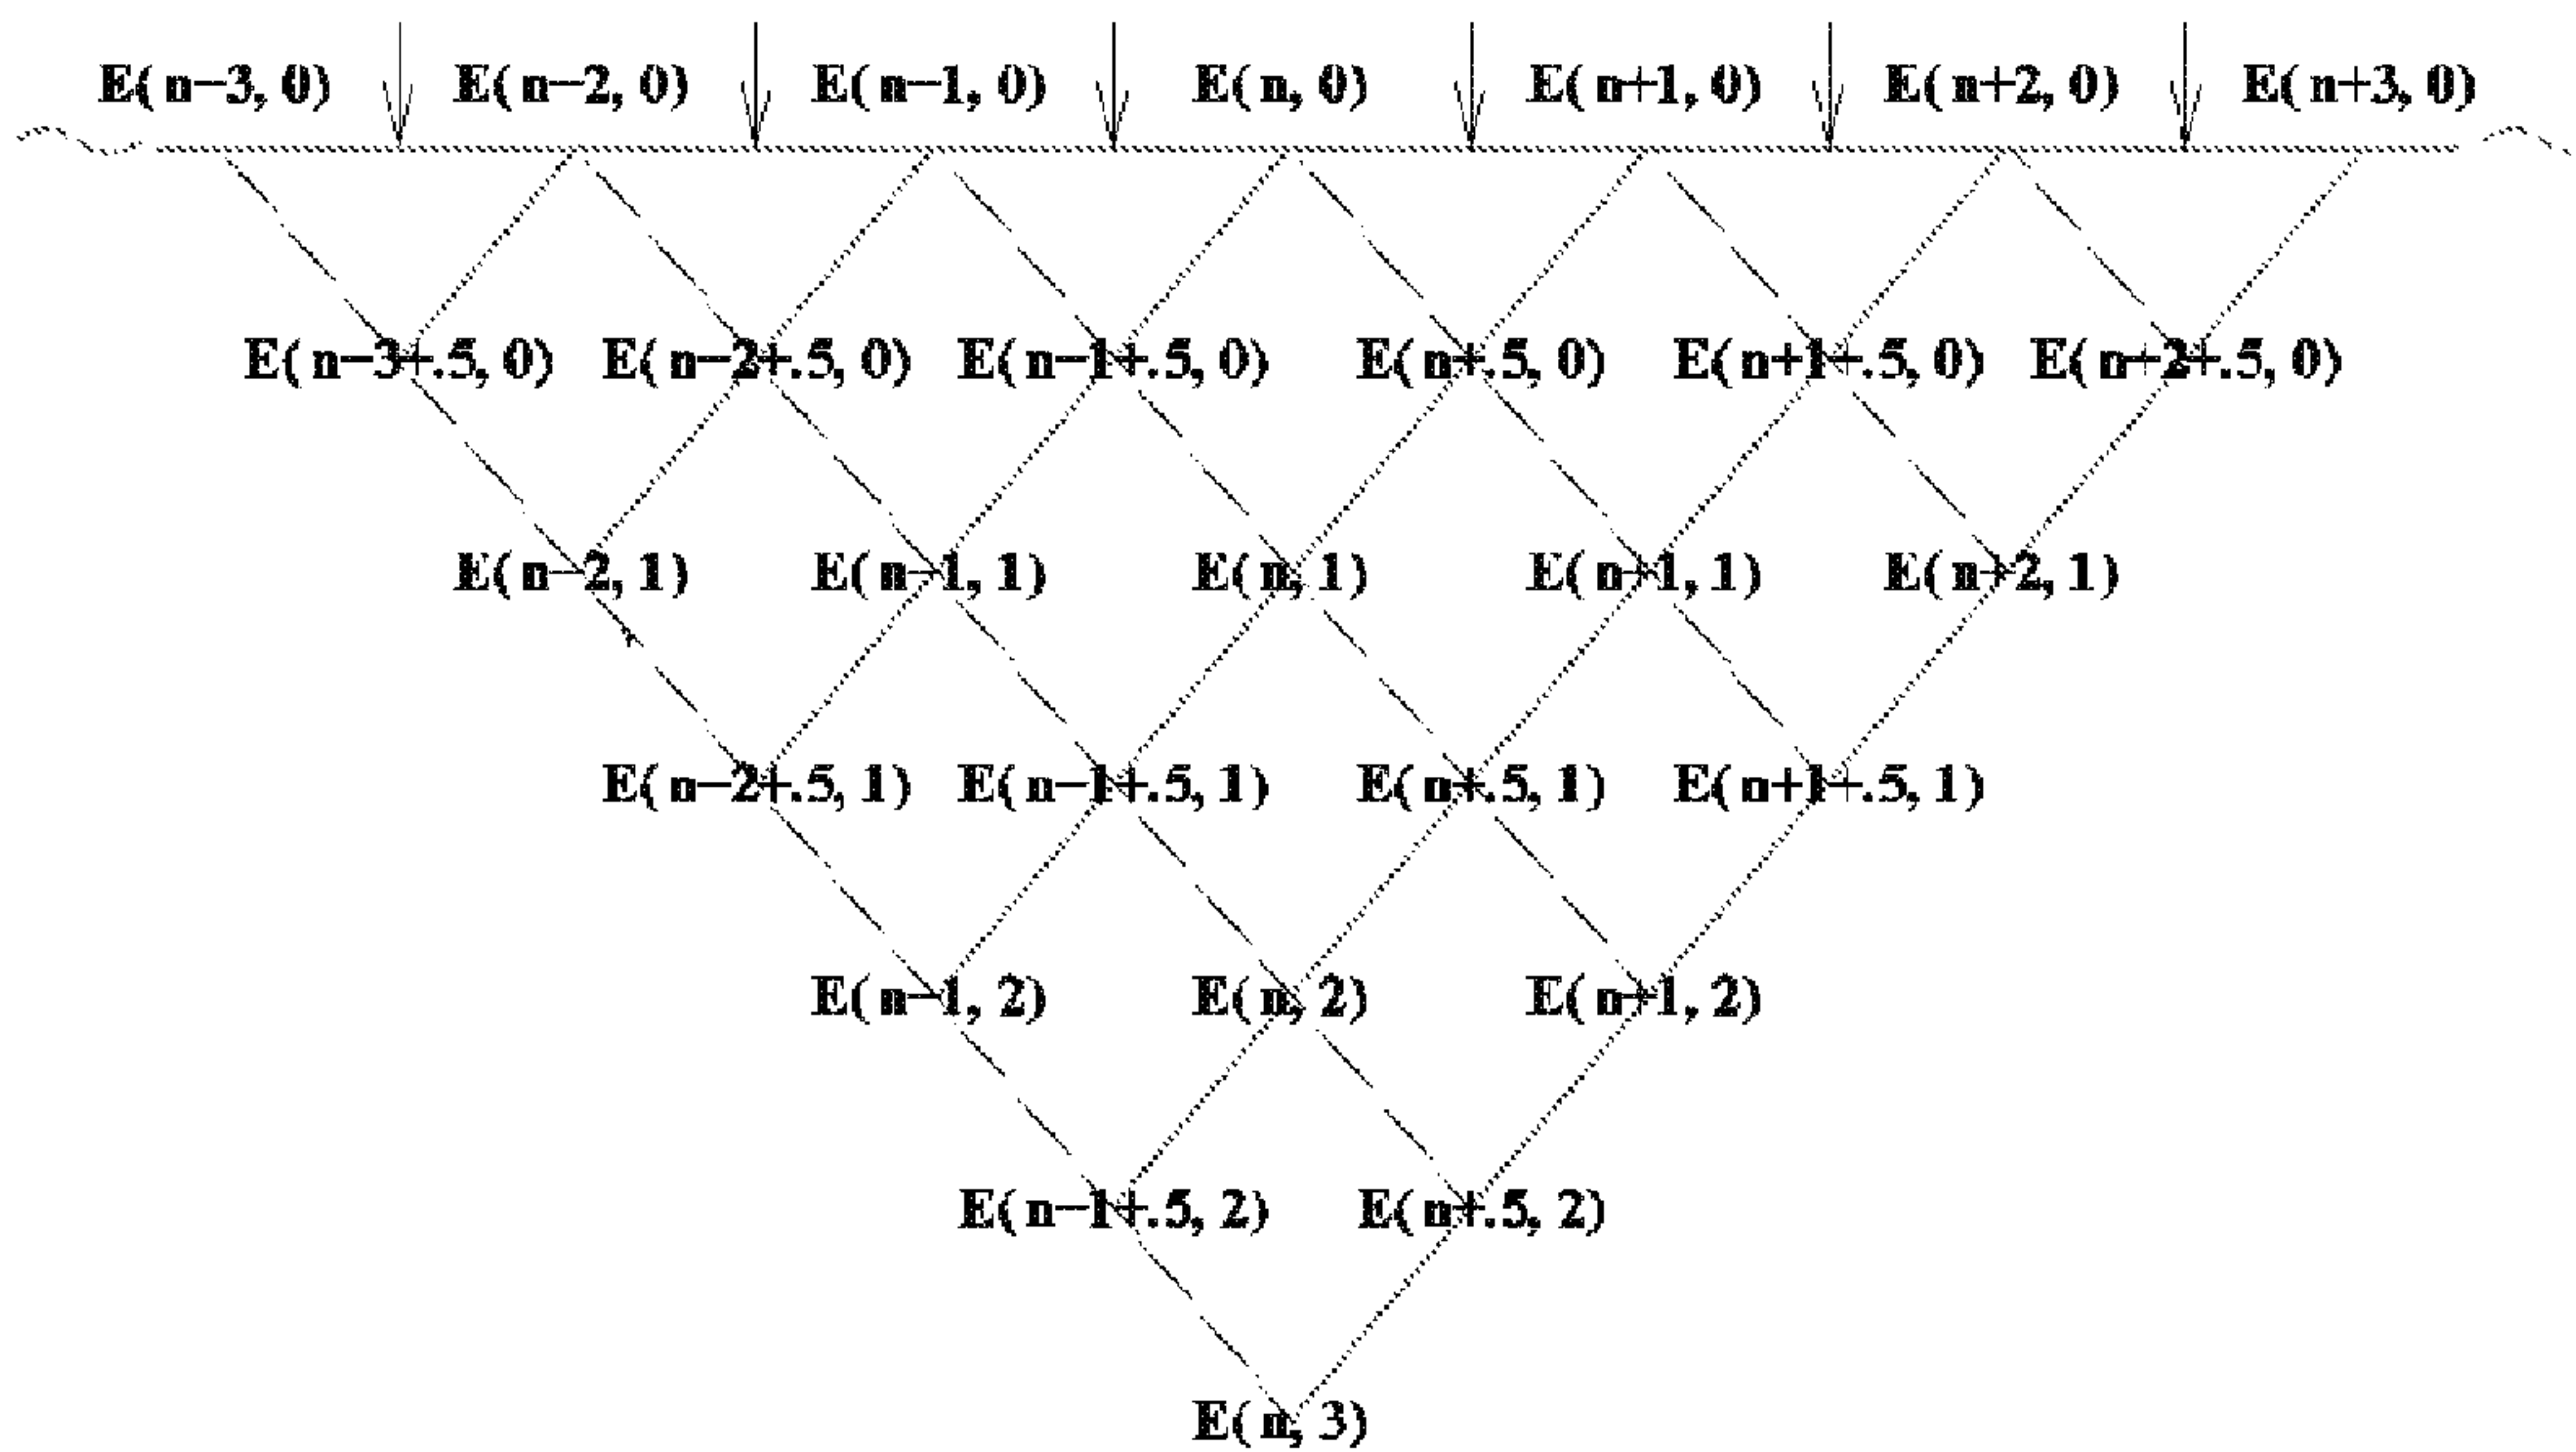 E( n−3, 0) E( n−2, 0) E( n−1, 0) E( n, 0) E( n+1, 0) E( n+2, 0) E( n+3, 0)
E( n−3+.5, 0) E( n−2+.5, 0) E( n−1+.5, 0) E( n+.5, 0) E( n+1+.5, 0) E( n+2+.5, 0)
E( n−2, 1) E( n−1, 1) E( n, 1) E( n+1, 1) E( n+2, 1)
E( n−2+.5, 1) E( n−1+.5, 1) E( n+.5, 1) E( n+1+.5, 1)
E( n−1, 2) E( n, 2) E( n+1, 2)
E( n−1+.5, 2) E( n+.5, 2)
E( n, 3)